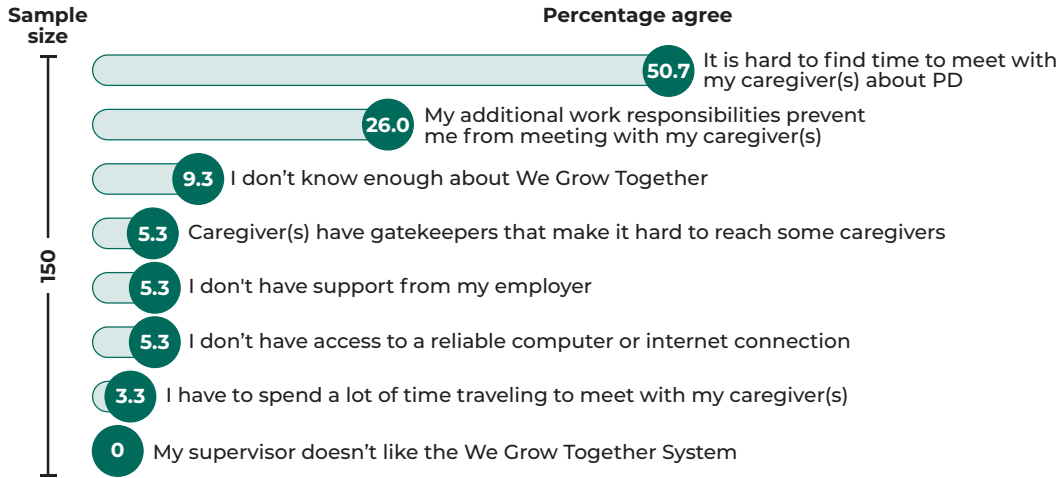 Sample
size
Percentage agree
50.7
It is hard to find time to meet with
my caregiver(s) about PD
26.0
My additional work responsibilities prevent
me from meeting with my caregiver(s)
9.3
I don’t know enough about We Grow Together
5.3
Caregiver(s) have gatekeepers that make it hard to reach some caregivers
150
5.3
I don't have support from my employer
5.3
I don’t have access to a reliable computer or internet connection
3.3
I have to spend a lot of time traveling to meet with my caregiver(s)
0
My supervisor doesn’t like the We Grow Together System